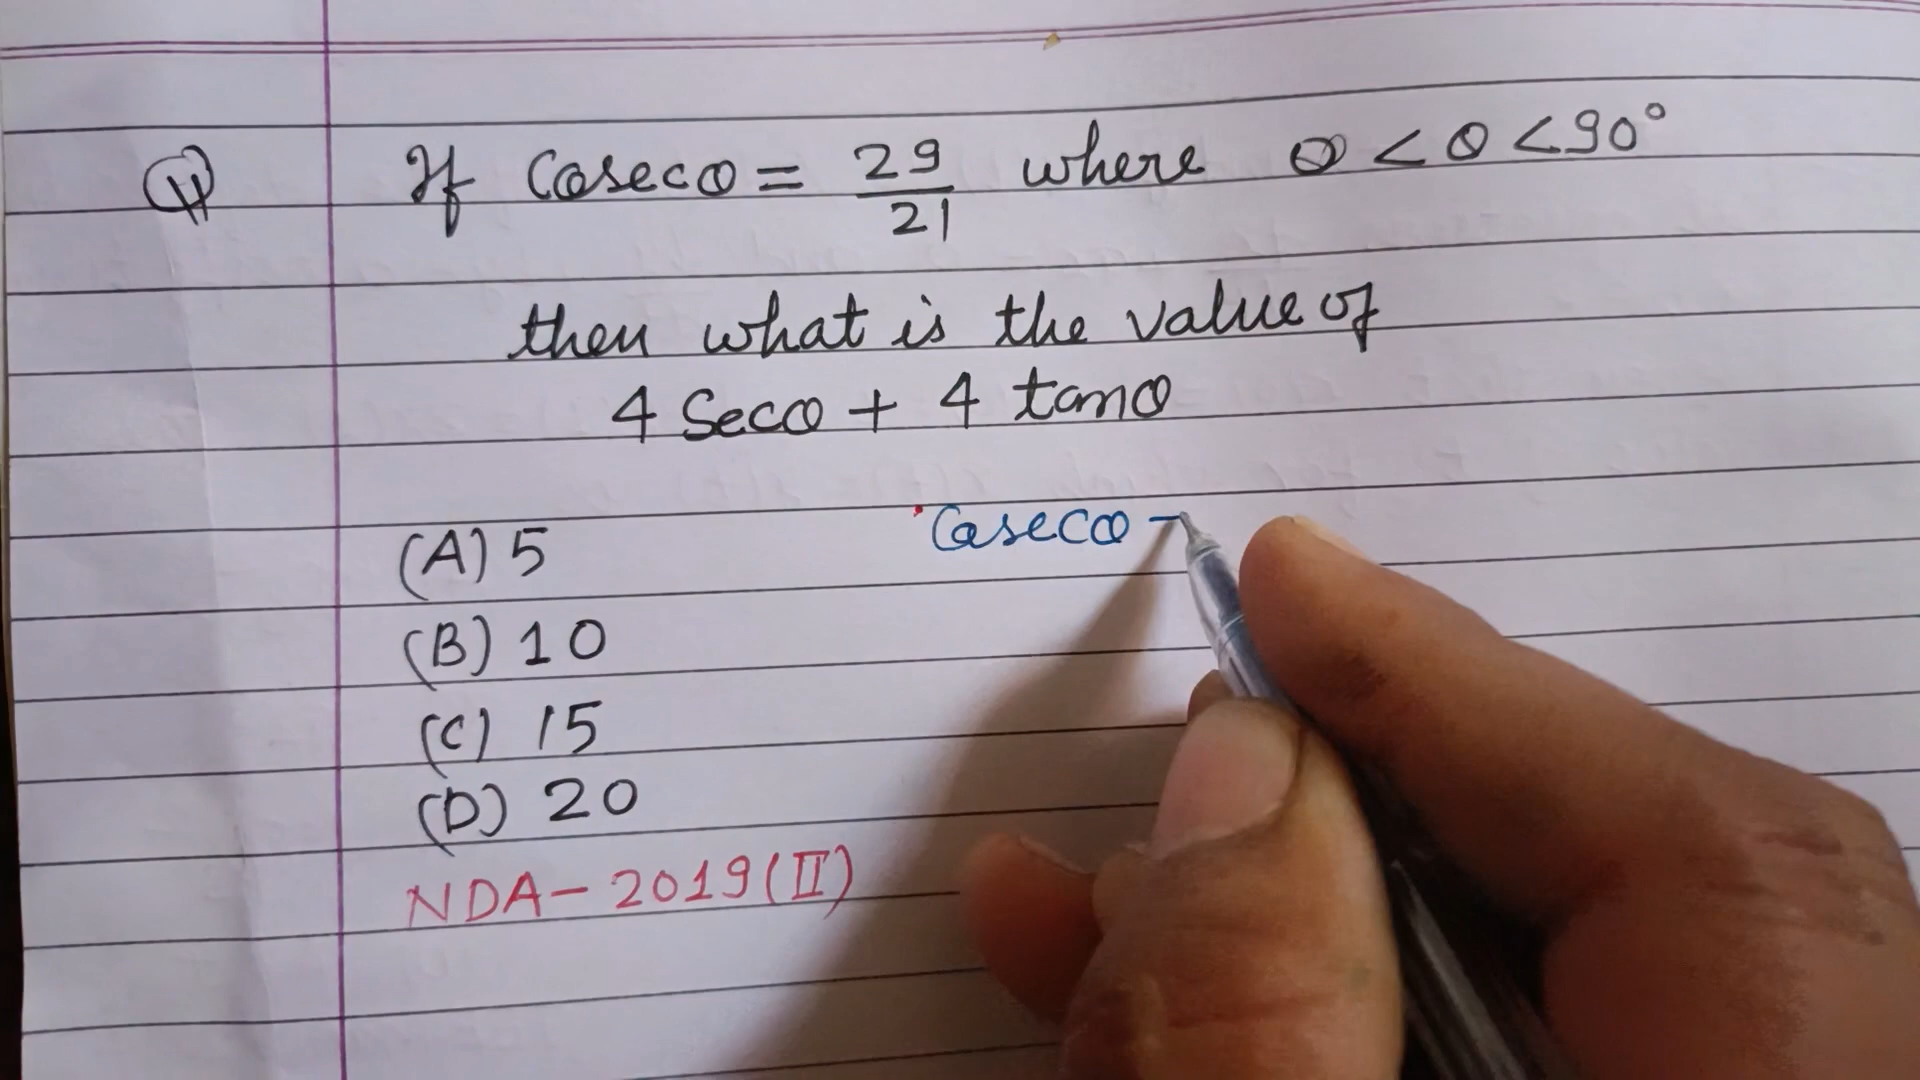 Q) If Cosecθ = 29/21 where 0 < θ < 90°
then what is the value of
4 Secθ + 4 tanθ
(A) 5
(B) 10
(C) 15
(D) 20
NDA - 2019 (II)
Cosecθ -